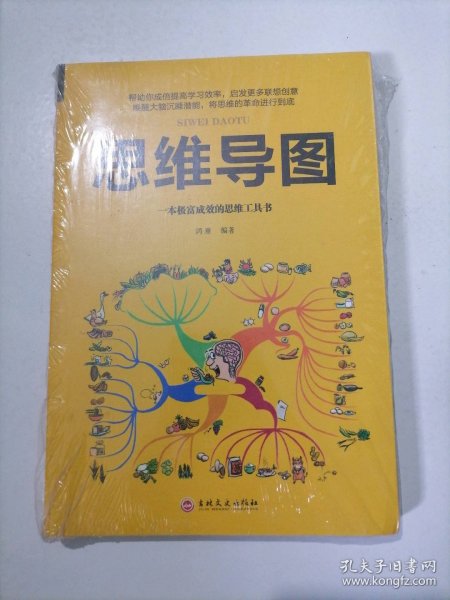 帮助你成倍提高学习效率，启发更多联想创意
唤醒大脑沉睡潜能，将思维的革命进行到底
SIWEI DAOTU
思维导图
一本极富成效的思维工具书
鸿雁 编著
吉林文史出版社
孔夫子旧书网
www.kongfz.com